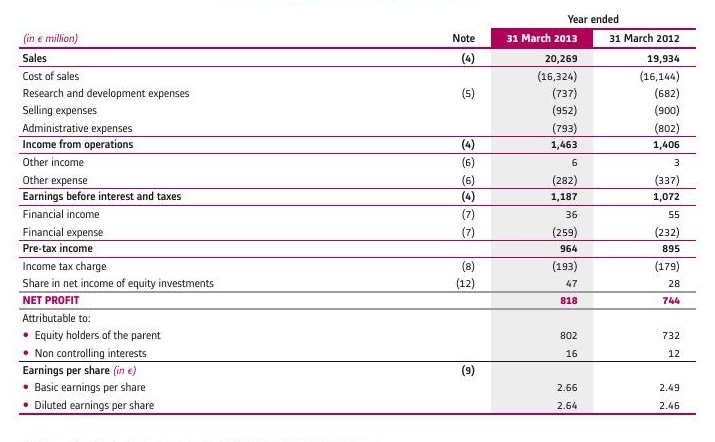 Year ended
(in € million) Note 31 March 2013 31 March 2012
Sales (4) 20,269 19,934
Cost of sales (16,324) (16,144)
Research and development expenses (5) (737) (682)
Selling expenses (952) (900)
Administrative expenses (793) (802)
Income from operations (4) 1,463 1,406
Other income (6) 6 3
Other expense (6) (282) (337)
Earnings before interest and taxes (4) 1,187 1,072
Financial income (7) 36 55
Financial expense (7) (259) (232)
Pre-tax income 964 895
Income tax charge (8) (193) (179)
Share in net income of equity investments (12) 47 28
NET PROFIT 818 744
Attributable to:
• Equity holders of the parent 802 732
• Non controlling interests 16 12
Earnings per share (in €) (9)
• Basic earnings per share 2.66 2.49
• Diluted earnings per share 2.64 2.46